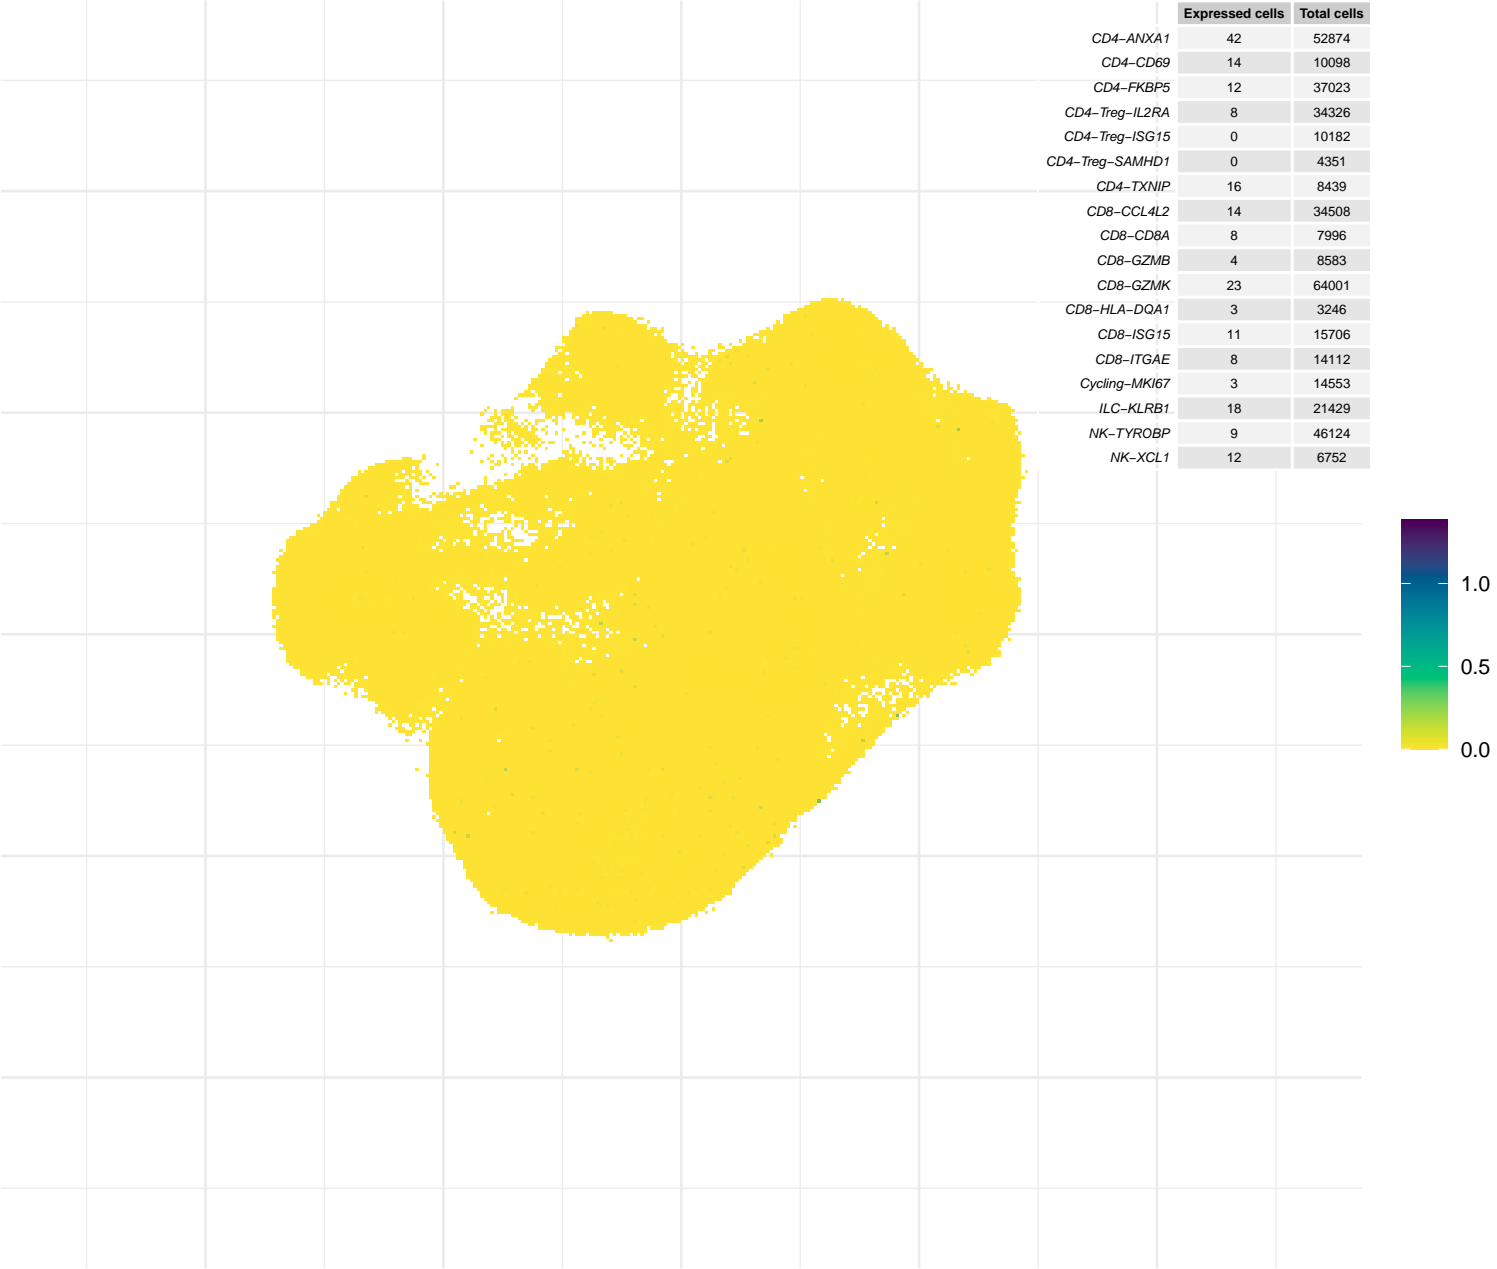 Expressed cells Total cells
CD4−ANXA1 42 52874
CD4−CD69 14 10098
CD4−FKBP5 12 37023
CD4−Treg−IL2RA 8 34326
CD4−Treg−ISG15 0 10182
CD4−Treg−SAMHD1 0 4351
CD4−TXNIP 16 8439
CD8−CCL4L2 14 34508
CD8−CD8A 8 7996
CD8−GZMB 4 8583
CD8−GZMK 23 64001
CD8−HLA−DQA1 3 3246
CD8−ISG15 11 15706
CD8−ITGAE 8 14112
Cycling−MKI67 3 14553
ILC−KLRB1 18 21429
NK−TYROBP 9 46124
NK−XCL1 12 6752
1.0
0.5
0.0